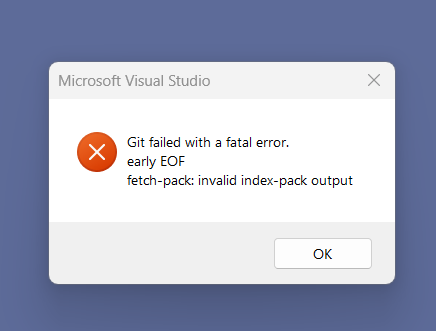 Microsoft Visual Studio
Git failed with a fatal error.
early EOF
fetch-pack: invalid index-pack output
OK